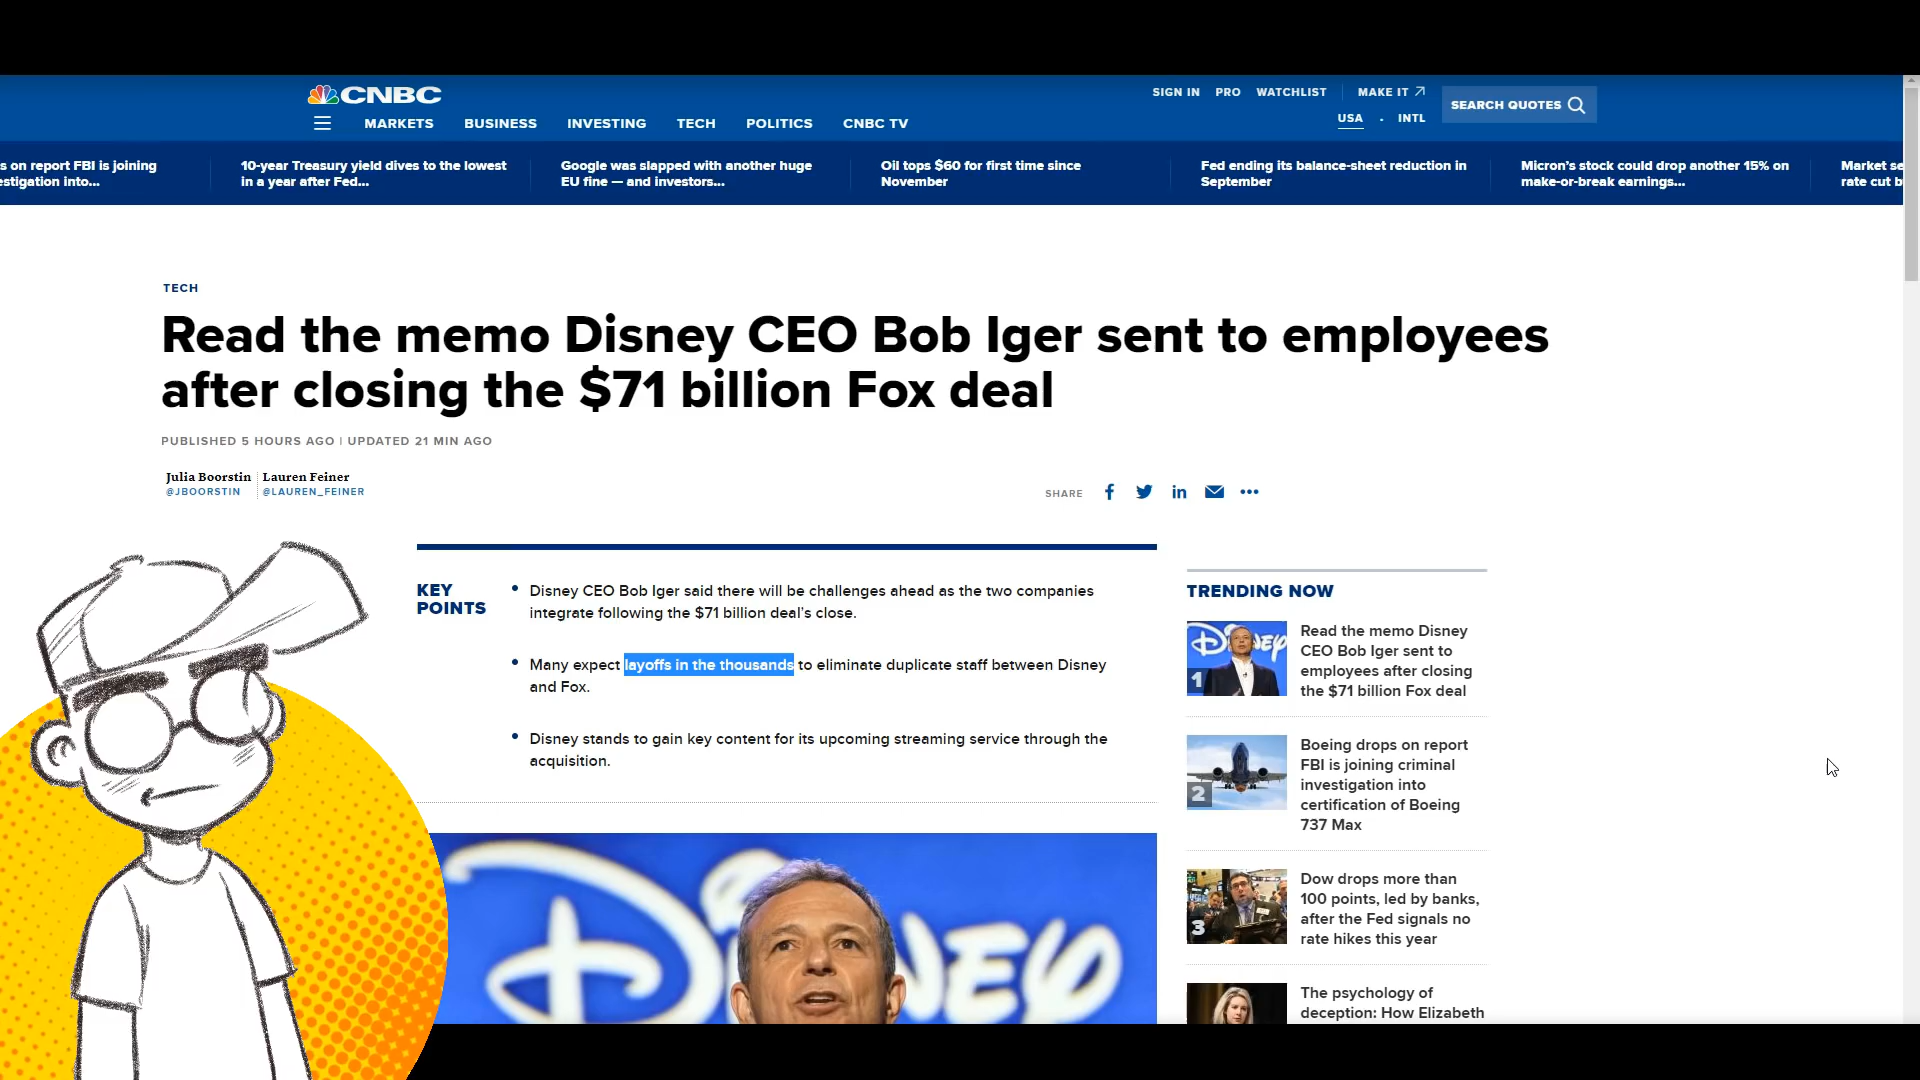 CNBC
SIGN IN PRO WATCHLIST MAKE IT
SEARCH QUOTES
USA . INTL
MARKETS BUSINESS INVESTING TECH POLITICS CNBC TV
s on report FBI is joining
estigation into...
10-year Treasury yield dives to the lowest
in a year after Fed...
Google was slapped with another huge
EU fine — and investors...
Oil tops $60 for first time since
November
Fed ending its balance-sheet reduction in
September
Micron's stock could drop another 15% on
make-or-break earnings...
Market se
rate cut b
TECH
Read the memo Disney CEO Bob Iger sent to employees
after closing the $71 billion Fox deal
PUBLISHED 5 HOURS AGO | UPDATED 21 MIN AGO
Julia Boorstin Lauren Feiner
@JBOORSTIN @LAUREN_FEINER
SHARE
KEY
POINTS
Disney CEO Bob Iger said there will be challenges ahead as the two companies
integrate following the $71 billion deal's close.
Many expect layoffs in the thousands to eliminate duplicate staff between Disney
and Fox.
Disney stands to gain key content for its upcoming streaming service through the
acquisition.
DISNEY
TRENDING NOW
DISNEY
1
Read the memo Disney
CEO Bob Iger sent to
employees after closing
the $71 billion Fox deal
2
Boeing drops on report
FBI is joining criminal
investigation into
certification of Boeing
737 Max
3
Dow drops more than
100 points, led by banks,
after the Fed signals no
rate hikes this year
The psychology of
deception: How Elizabeth